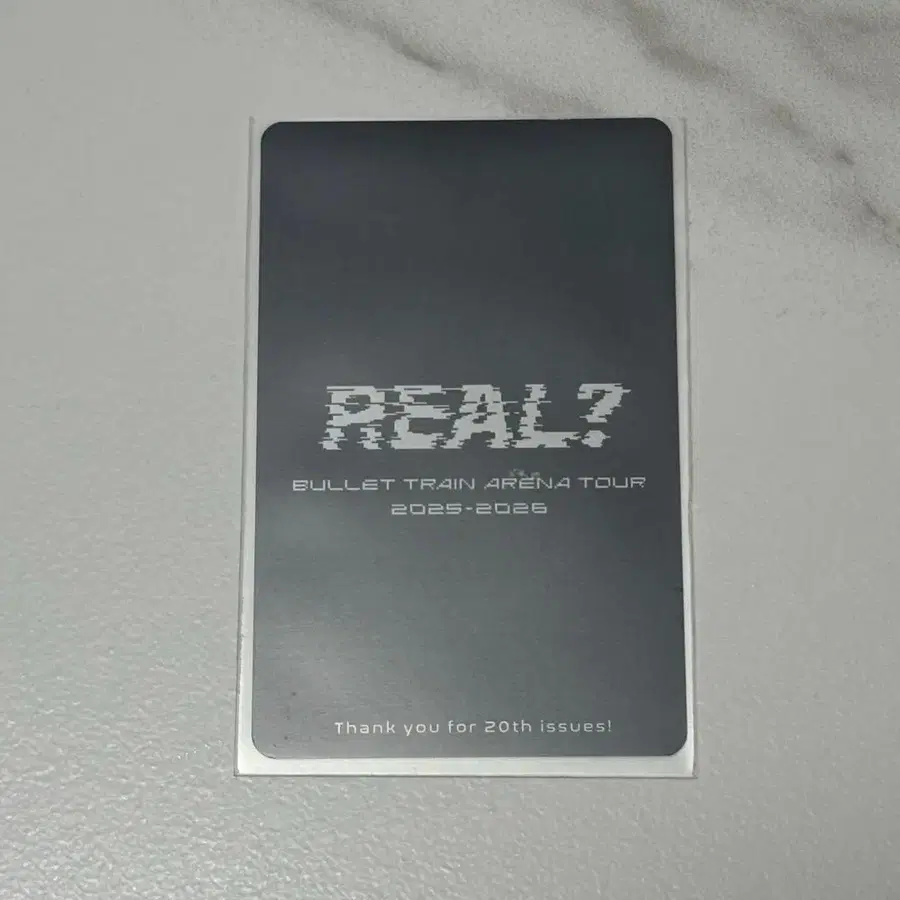 REAL?
BULLET TRAIN ARENA TOUR
2025-2026
Thank you for 20th issues!